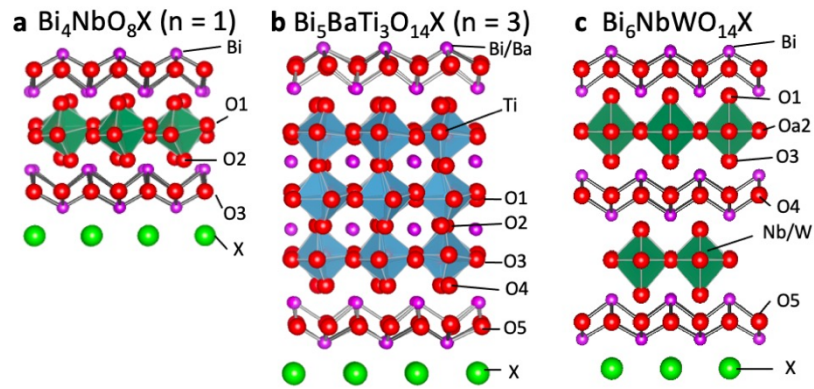 a Bi₄NbO₈X (n = 1)
Bi
O1
O2
O3
X
b Bi₅BaTi₃O₁₄X (n = 3)
Bi/Ba
Ti
O1
O2
O3
O4
O5
X
c Bi₆NbWO₁₄X
Bi
O1
Oa2
O3
O4
Nb/W
O5
X